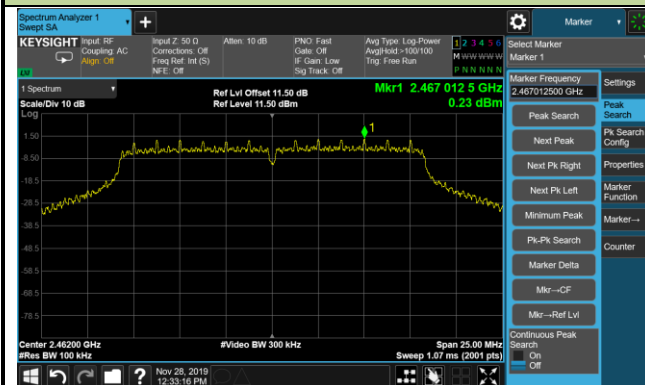 Spectrum Analyzer 1
Swept SA
Marker
KEYSIGHT
Input: RF
Coupling: AC
Align: Off
Input Z: 50 Ω
Corrections: Off
Freq Ref: Int (S)
NFE: Off
Atten: 10 dB
PNO: Fast
Gate: Off
IF Gain: Low
Sig Track: Off
Avg Type: Log-Power
Avg|Hold:>100/100
Trig: Free Run
1 2 3 4 5 6
M W W W W W
P N N N N N
Select Marker
Marker 1
1 Spectrum
Scale/Div 10 dB
Log
Ref Lvl Offset 11.50 dB
Ref Level 11.50 dBm
Mkr1 2.467 012 5 GHz
0.23 dBm
1
1.50
-8.50
-18.5
-28.5
-38.5
-48.5
-58.5
-68.5
-78.5
Center 2.46200 GHz
#Res BW 100 kHz
#Video BW 300 kHz
Span 25.00 MHz
Sweep 1.07 ms (2001 pts)
Marker Frequency
2.467012500 GHz
Peak Search
Next Peak
Next Pk Right
Next Pk Left
Minimum Peak
Pk-Pk Search
Marker Delta
Mkr→CF
Mkr→Ref Lvl
Continuous Peak
Search
On
Off
Settings
Peak
Search
Pk Search
Config
Properties
Marker
Function
Marker→
Counter
Nov 28, 2019
12:33:16 PM